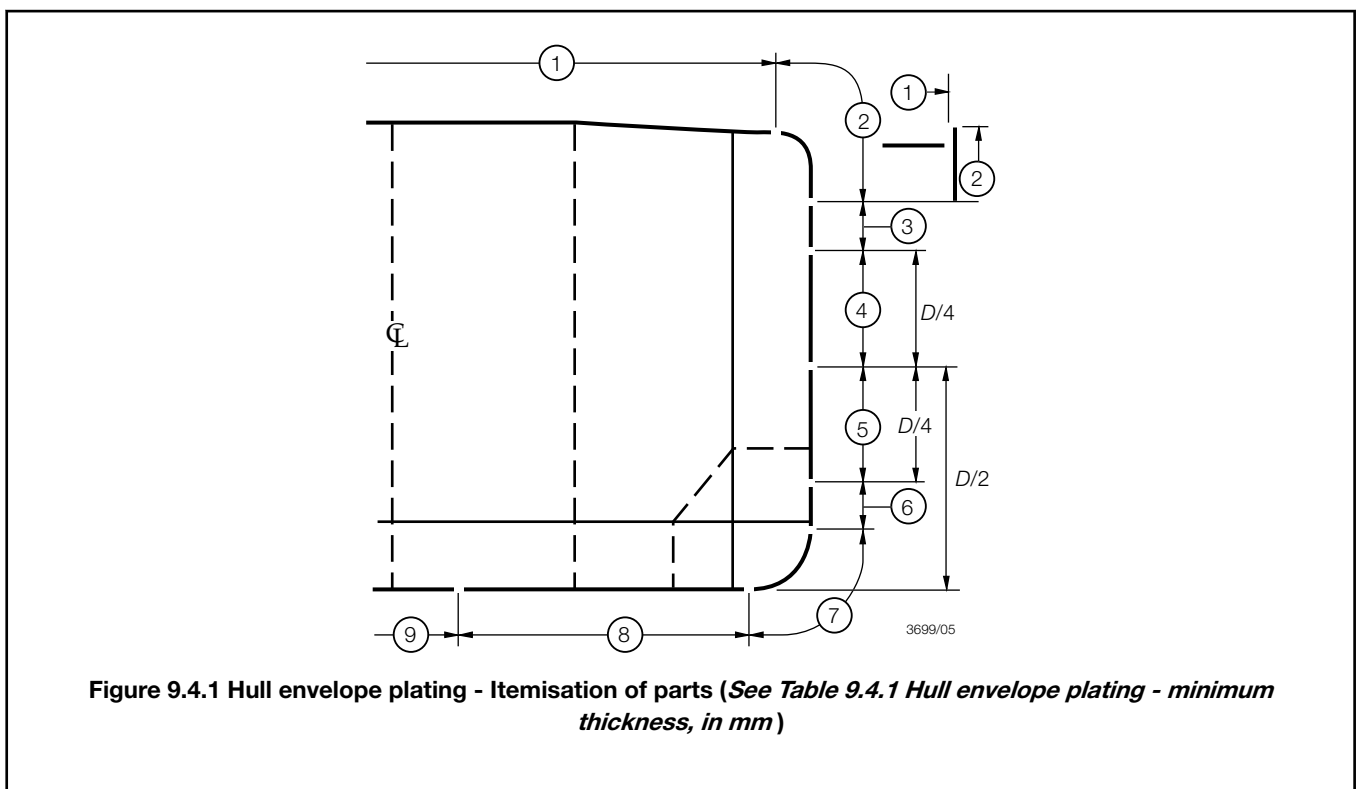 1
1
2
2
3
4
D/4
℄
5
D/4
D/2
6
7
3699/05
9
8
Figure 9.4.1 Hull envelope plating - Itemisation of parts (See Table 9.4.1 Hull envelope plating - minimum
thickness, in mm )